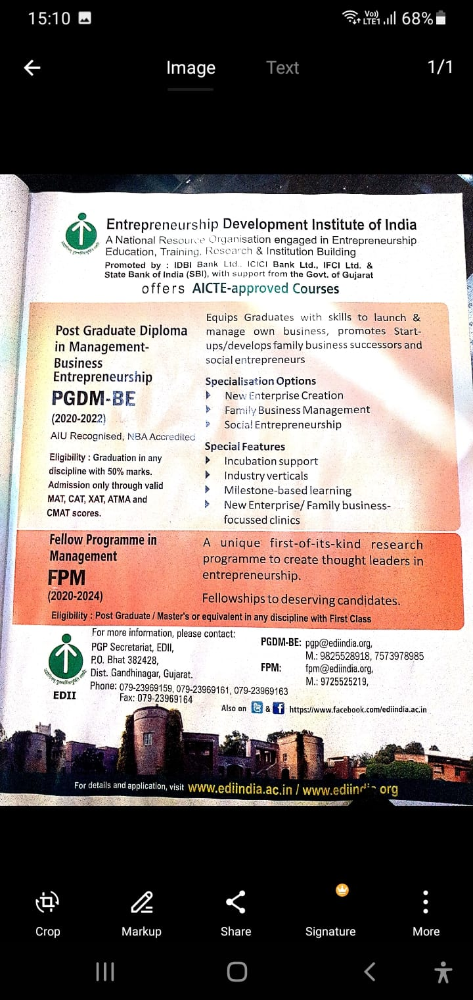 15:10 Vo)) LTE1 68%
Image Text 1/1
Entrepreneurship Development Institute of India
A National Resource Organisation engaged in Entrepreneurship
Education, Training, Research & Institution Building
Promoted by : IDBI Bank Ltd., ICICI Bank Ltd., IFCI Ltd. &
State Bank of India (SBI), with support from the Govt. of Gujarat
offers AICTE-approved Courses
Post Graduate Diploma
in Management-
Business
Entrepreneurship
PGDM-BE
(2020-2022)
AIU Recognised, NBA Accredited
Eligibility : Graduation in any
discipline with 50% marks.
Admission only through valid
MAT, CAT, XAT, ATMA and
CMAT scores.
Equips Graduates with skills to launch &
manage own business, promotes Start-
ups/develops family business successors and
social entrepreneurs
Specialisation Options
New Enterprise Creation
Family Business Management
Social Entrepreneurship
Special Features
Incubation support
Industry verticals
Milestone-based learning
New Enterprise/ Family business-
focussed clinics
Fellow Programme in
Management
FPM
(2020-2024)
A unique first-of-its-kind research
programme to create thought leaders in
entrepreneurship.
Fellowships to deserving candidates.
Eligibility : Post Graduate / Master's or equivalent in any discipline with First Class
EDII
For more information, please contact:
PGP Secretariat, EDII,
P.O. Bhat 382428,
Dist. Gandhinagar, Gujarat.
Phone: 079-23969159, 079-23969161, 079-23969163
Fax: 079-23969164
PGDM-BE: pgp@ediindia.org,
M.: 9825528918, 7573978985
FPM: fpm@ediindia.org,
M.: 9725525219,
Also on & f https://www.facebook.com/ediindia.ac.in
For details and application, visit www.ediindia.ac.in / org
Crop Markup Share Signature More